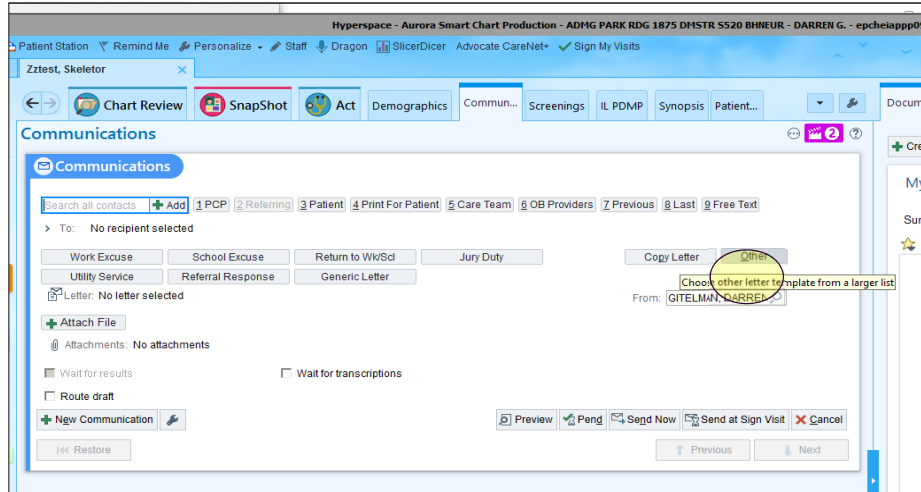 Hyperspace - Aurora Smart Chart Production - ADMG PARK RDG 1875 DMSTR S520 BHNEUR - DARREN G. - epcheiappp0
Patient Station Remind Me Personalize Staff Dragon SlicerDicer Advocate CareNet+ Sign My Visits
Zztest, Skeletor
Chart Review SnapShot Act Demographics Commun... Screenings IL PDMP Synopsis Patient... Docum
Communications 2
+ Cre
Communications
My
Search all contacts Add 1 PCP 2 Referring 3 Patient 4 Print For Patient 5 Care Team 6 OB Providers 7 Previous 8 Last 9 Free Text
Sur
> To: No recipient selected
Work Excuse School Excuse Return to Wk/Scl Jury Duty Copy Letter Other
Utility Service Referral Response Generic Letter
Choose other letter template from a larger list
Letter: No letter selected
From: GITELMAN, DARREN
Attach File
Attachments: No attachments
Wait for results Wait for transcriptions
Route draft
New Communication Preview Pend Send Now Send at Sign Visit Cancel
Restore Previous Next